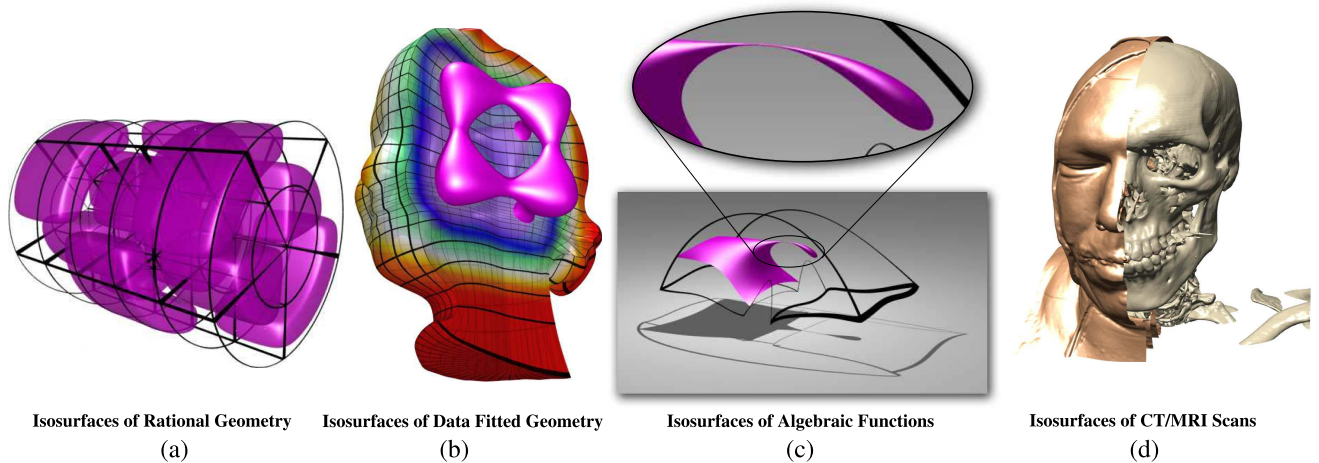 Isosurfaces of Rational Geometry
(a)
Isosurfaces of Data Fitted Geometry
(b)
Isosurfaces of Algebraic Functions
(c)
Isosurfaces of CT/MRI Scans
(d)